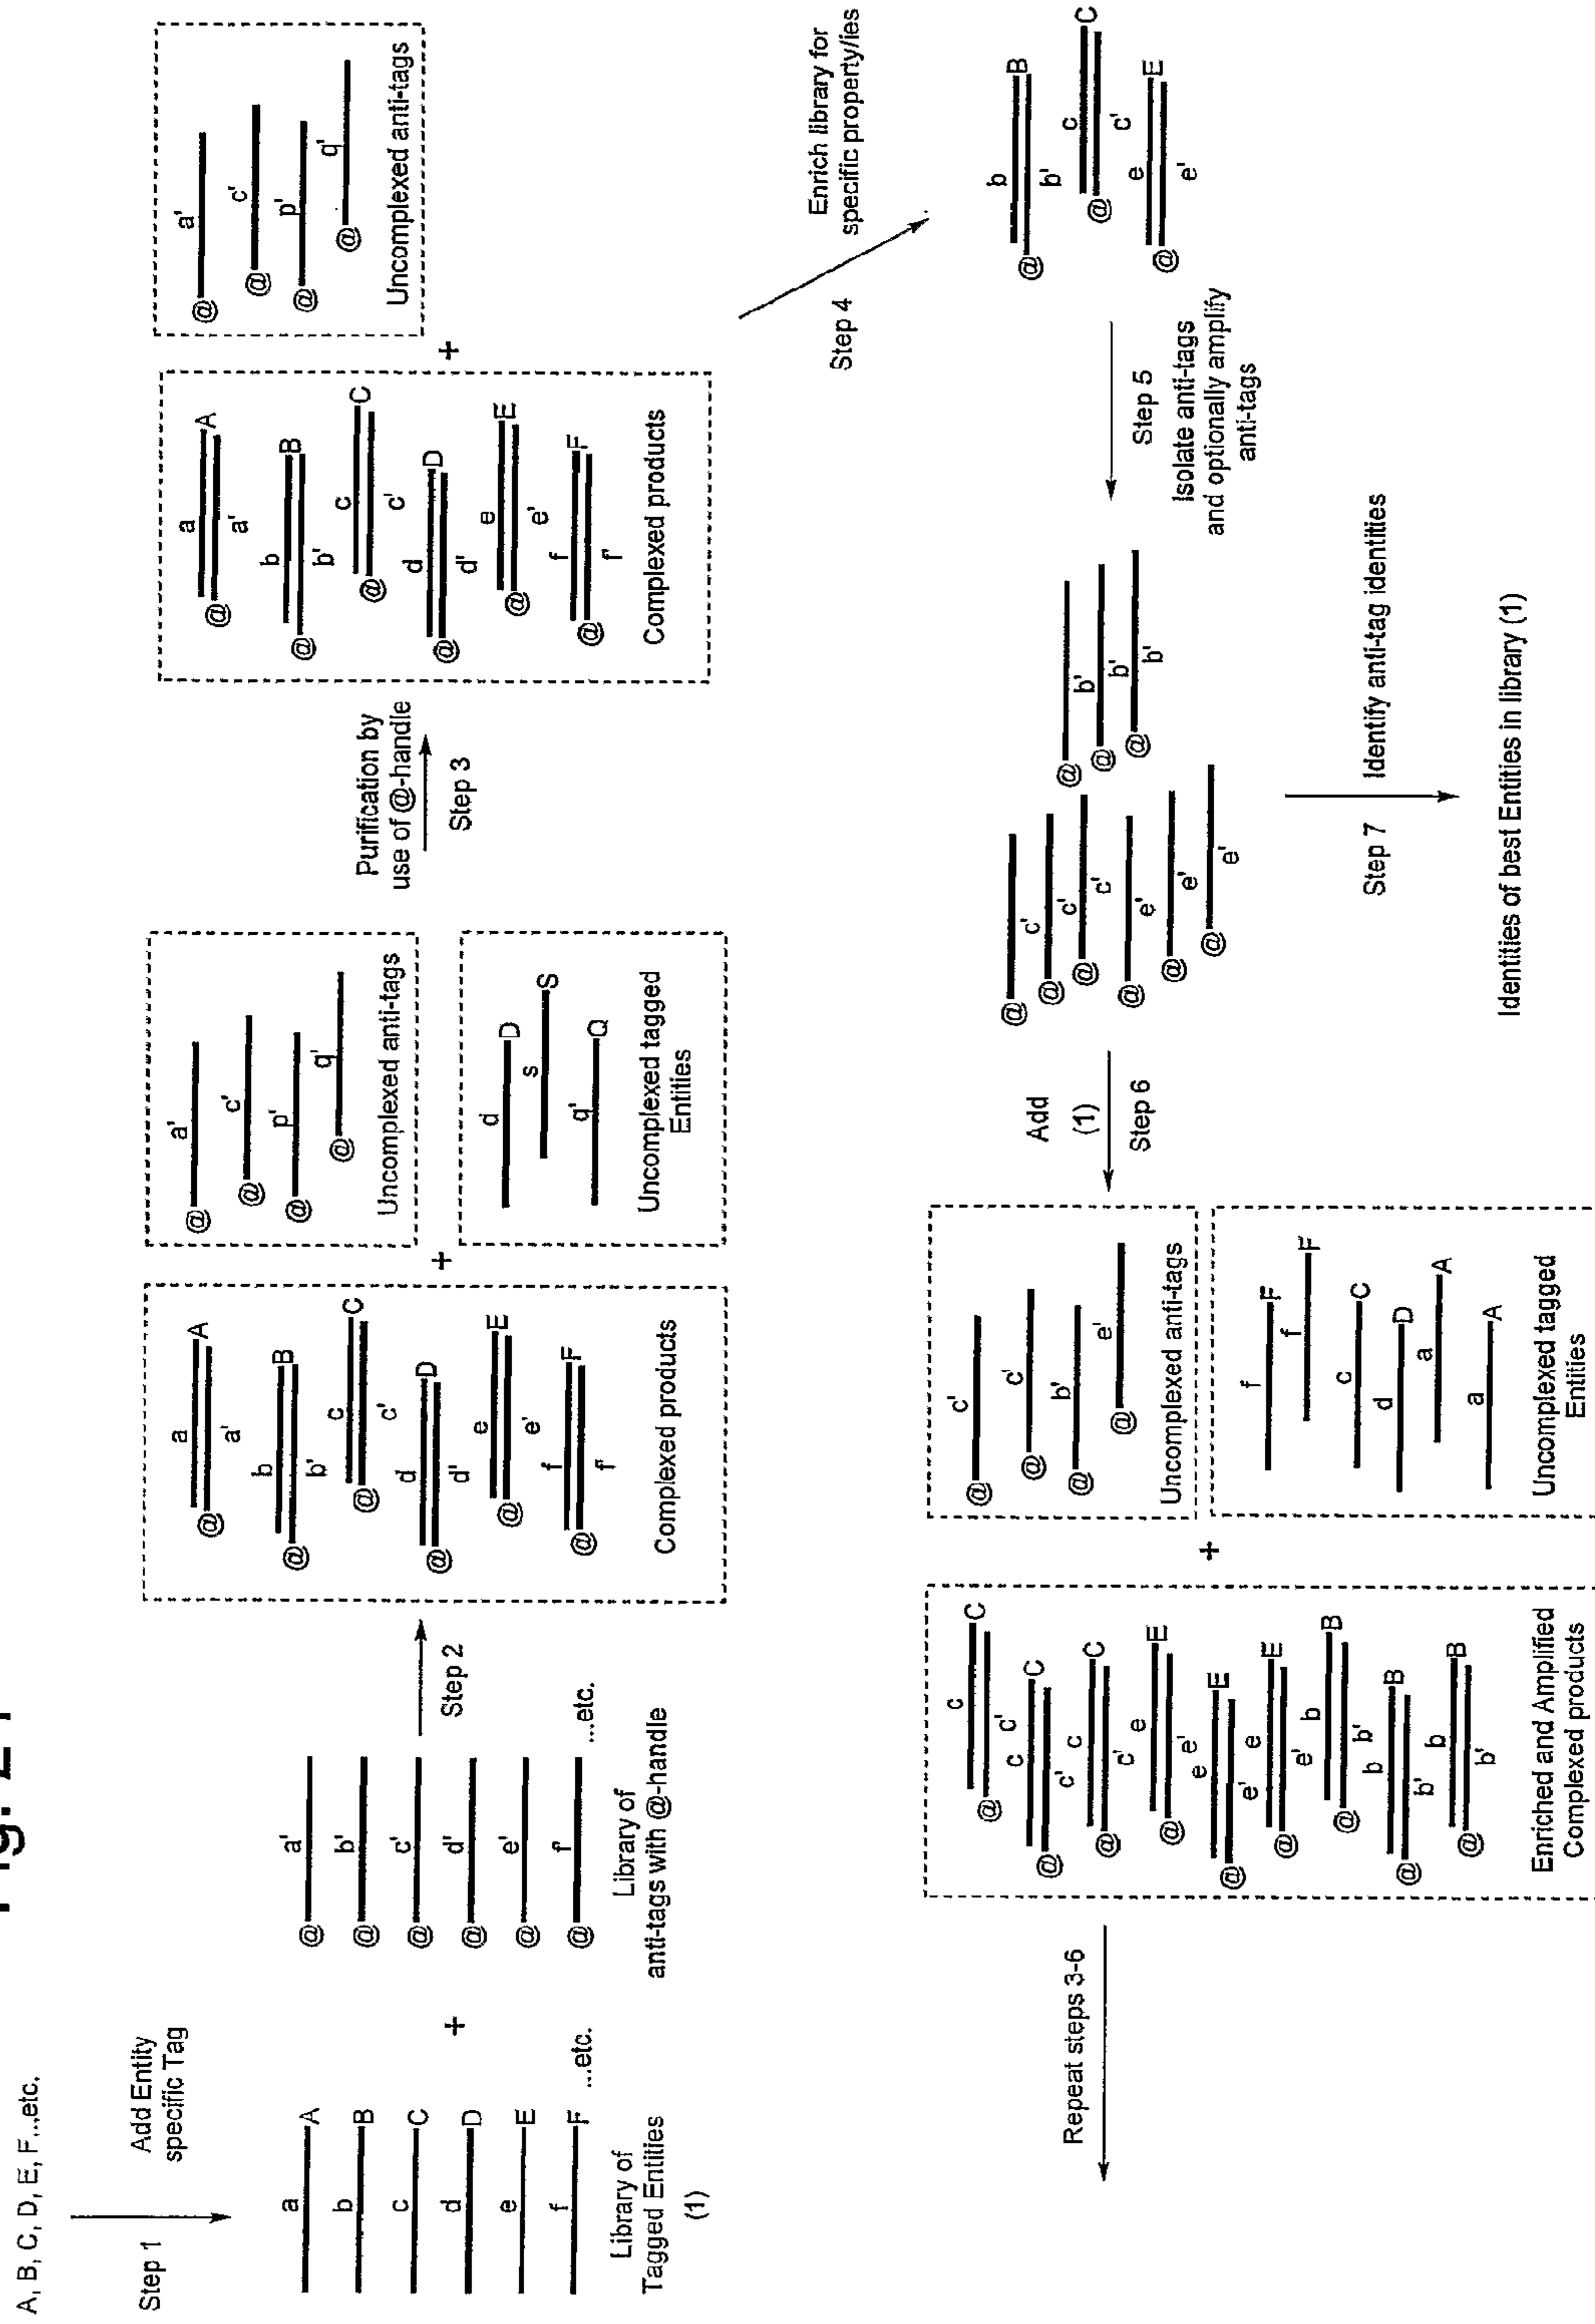 A, B, C, D, E, F...etc.
Step 1
Add Entity
specific Tag
a
A
b
B
c
C
d
D
e
E
f
F
...etc.
Library of
Tagged Entities
(1)
+
@
a'
@
b'
@
c'
@
d'
@
e'
@
f'
...etc.
Library of
anti-tags with @-handle
Step 2
a
A
@
a'
b
B
@
b'
c
C
@
c'
d
D
@
d'
e
E
@
e'
f
F
@
f'
Complexed products
+
@
a'
@
c'
@
p'
@
q'
Uncomplexed anti-tags
d
D
s
S
q'
Q
Uncomplexed tagged
Entities
Purification by
use of @-handle
Step 3
a
A
@
a'
b
B
@
b'
c
C
@
c'
d
D
@
d'
e
E
@
e'
f
F
@
f'
Complexed products
+
@
a'
@
c'
@
p'
@
q'
Uncomplexed anti-tags
Step 4
Enrich library for
specific property/ies
b
B
@
b'
c
C
@
c'
e
E
@
e'
Step 5
Isolate anti-tags
and optionally amplify
anti-tags
@
c'
@
c'
@
c'
@
e'
@
e'
@
e'
@
b'
@
b'
@
b'
Step 7
Identify anti-tag identities
Identities of best Entities in library (1)
Add
(1)
Step 6
@
c'
@
c'
@
b'
@
e'
Uncomplexed anti-tags
f
F
f
F
c
C
d
D
a
A
a
A
Uncomplexed tagged
Entities
+
c
C
@
c'
c
C
@
c'
c
C
@
c'
e
E
@
e'
e
E
@
e'
e
E
@
e'
b
B
@
b'
b
B
@
b'
b
B
@
b'
Enriched and Amplified
Complexed products
Repeat steps 3-6